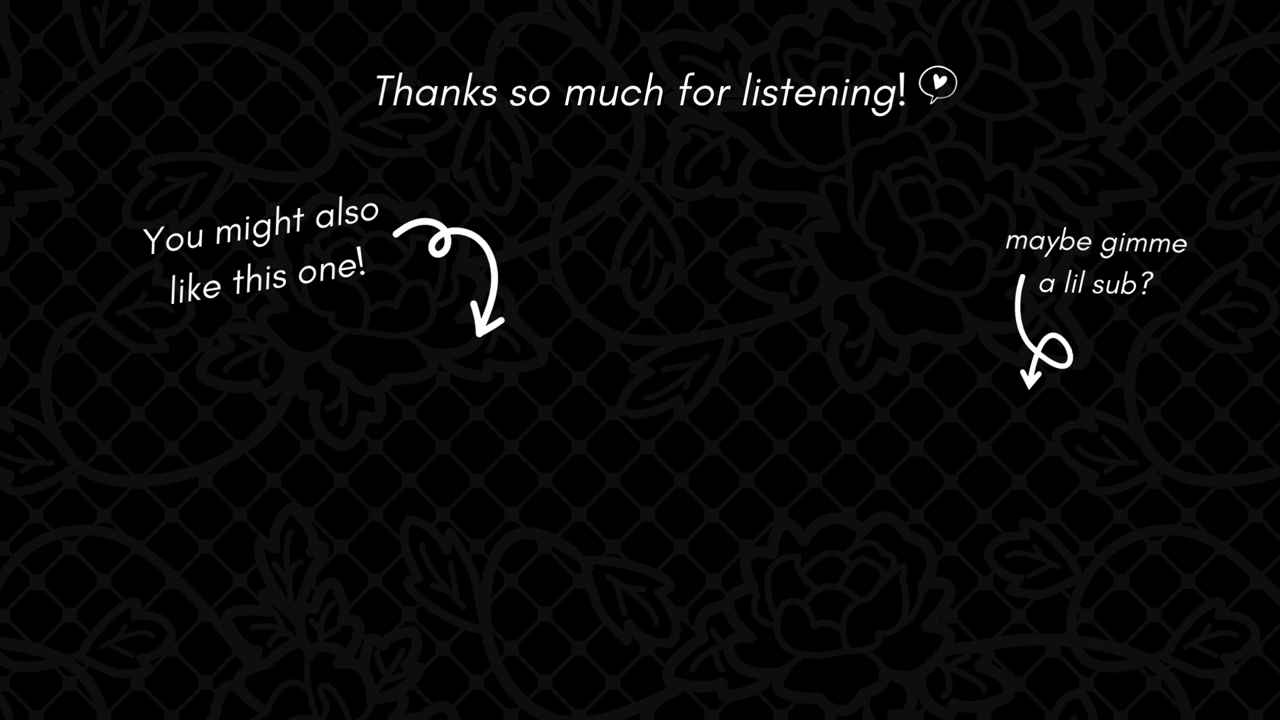 Thanks so much for listening!
You might also
like this one!
maybe gimme
a lil sub?